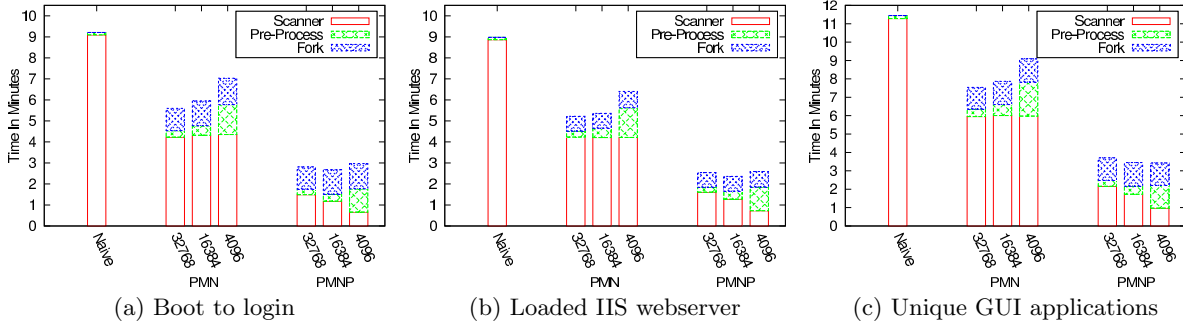 10
9
8
7
6
5
4
3
2
1
0
Time In Minutes
Scanner
Pre-Process
Fork
Naive
32768
16384
4096
32768
16384
4096
PMN
PMNP
(a) Boot to login
10
9
8
7
6
5
4
3
2
1
0
Time In Minutes
Scanner
Pre-Process
Fork
Naive
32768
16384
4096
32768
16384
4096
PMN
PMNP
(b) Loaded IIS webserver
12
11
10
9
8
7
6
5
4
3
2
1
0
Time In Minutes
Scanner
Pre-Process
Fork
Naive
32768
16384
4096
32768
16384
4096
PMN
PMNP
(c) Unique GUI applications